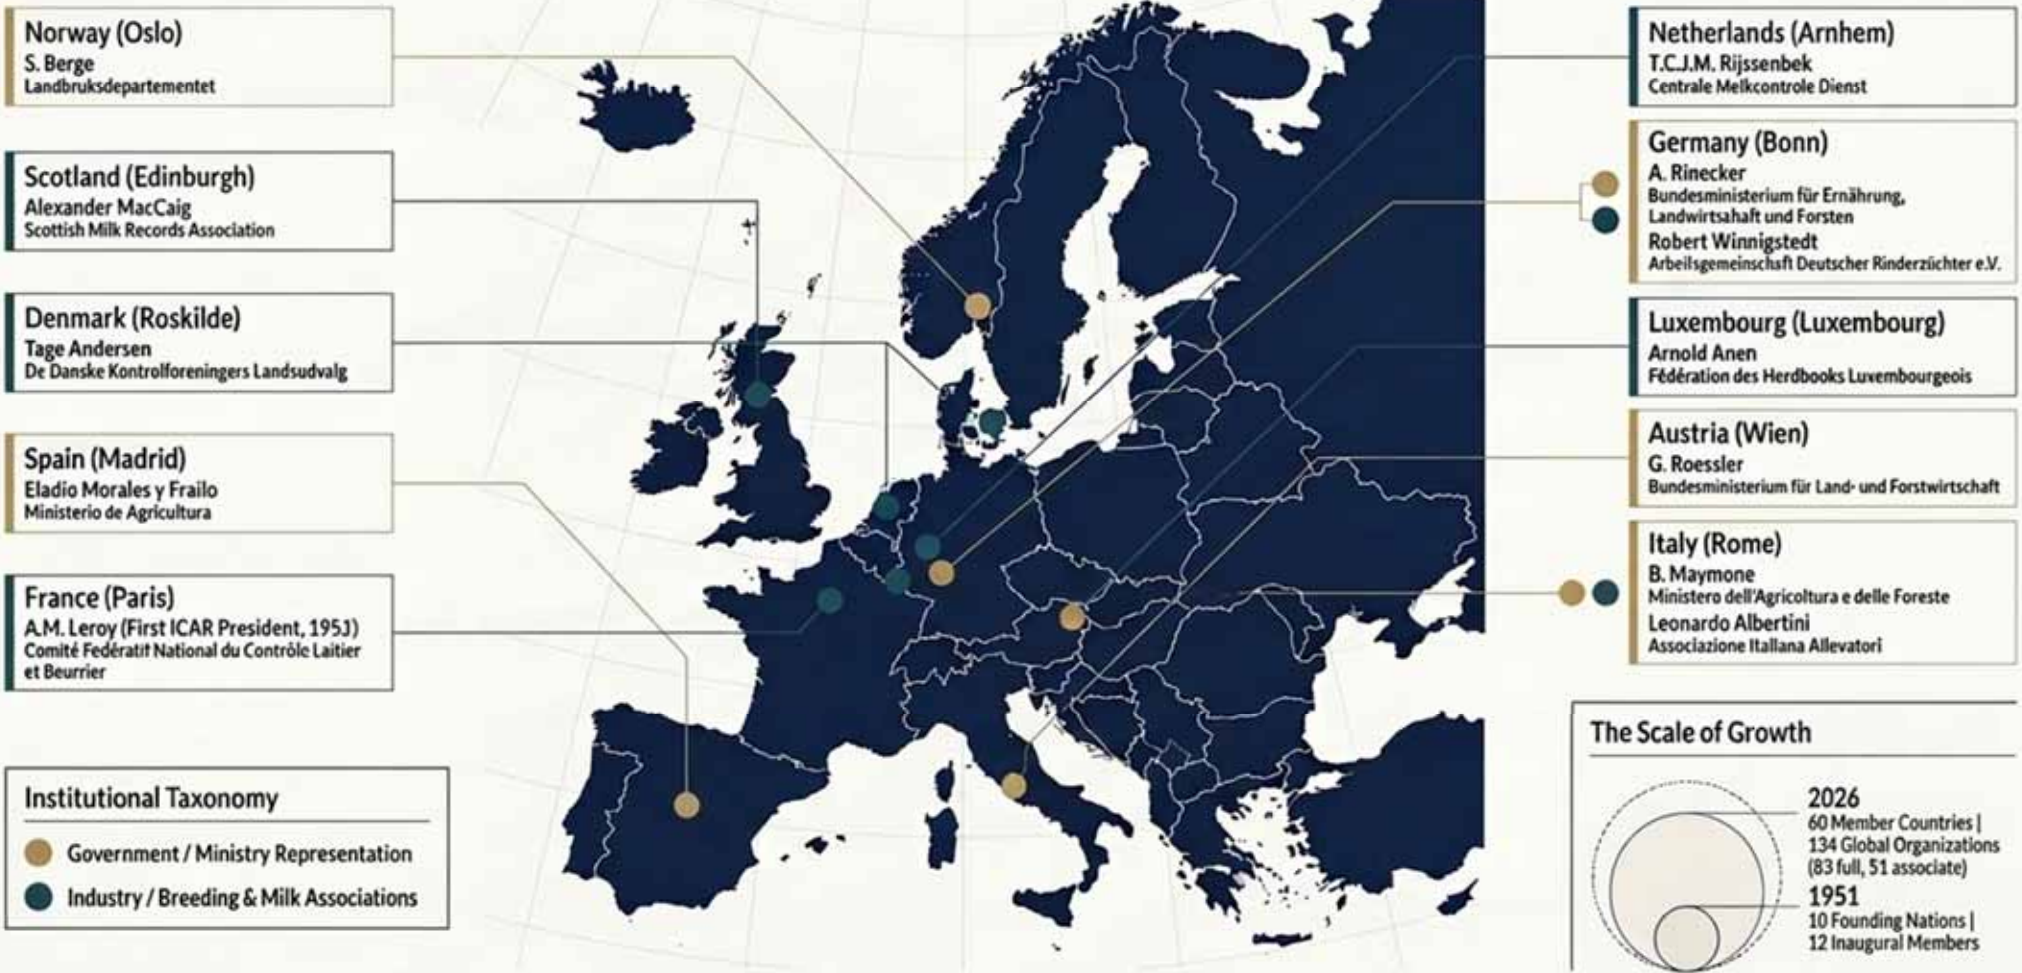 Norway (Oslo)
S. Berge
Landbruksdepartementet
Scotland (Edinburgh)
Alexander MacCaig
Scottish Milk Records Association
Denmark (Roskilde)
Tage Andersen
De Danske Kontrolforeningers Landsudvalg
Spain (Madrid)
Eladio Morales y Frailo
Ministerio de Agricultura
France (Paris)
A.M. Leroy (First ICAR President, 1953)
Comité Fedératif National du Contrôle Laitier
et Beurrier
Institutional Taxonomy
Government / Ministry Representation
Industry / Breeding & Milk Associations
Netherlands (Arnhem)
T.C.J.M. Rijssenbek
Centrale Melkcontrole Dienst
Germany (Bonn)
A. Rinecker
Bundesministerium für Ernährung,
Landwirtsahaft und Forsten
Robert Winnigstedt
Arbeilsgemeinschaft Deutscher Rinderzüchter e.V.
Luxembourg (Luxembourg)
Arnold Anen
Fédération des Herdbooks Luxembourgeois
Austria (Wien)
G. Roessler
Bundesministerium für Land- und Forstwirtschaft
Italy (Rome)
B. Maymone
Ministero dell'Agricoltura e delle Foreste
Leonardo Albertini
Associazione Italiana Allevatori
The Scale of Growth
2026
60 Member Countries |
134 Global Organizations
(83 full, 51 associate)
1951
10 Founding Nations |
12 Inaugural Members